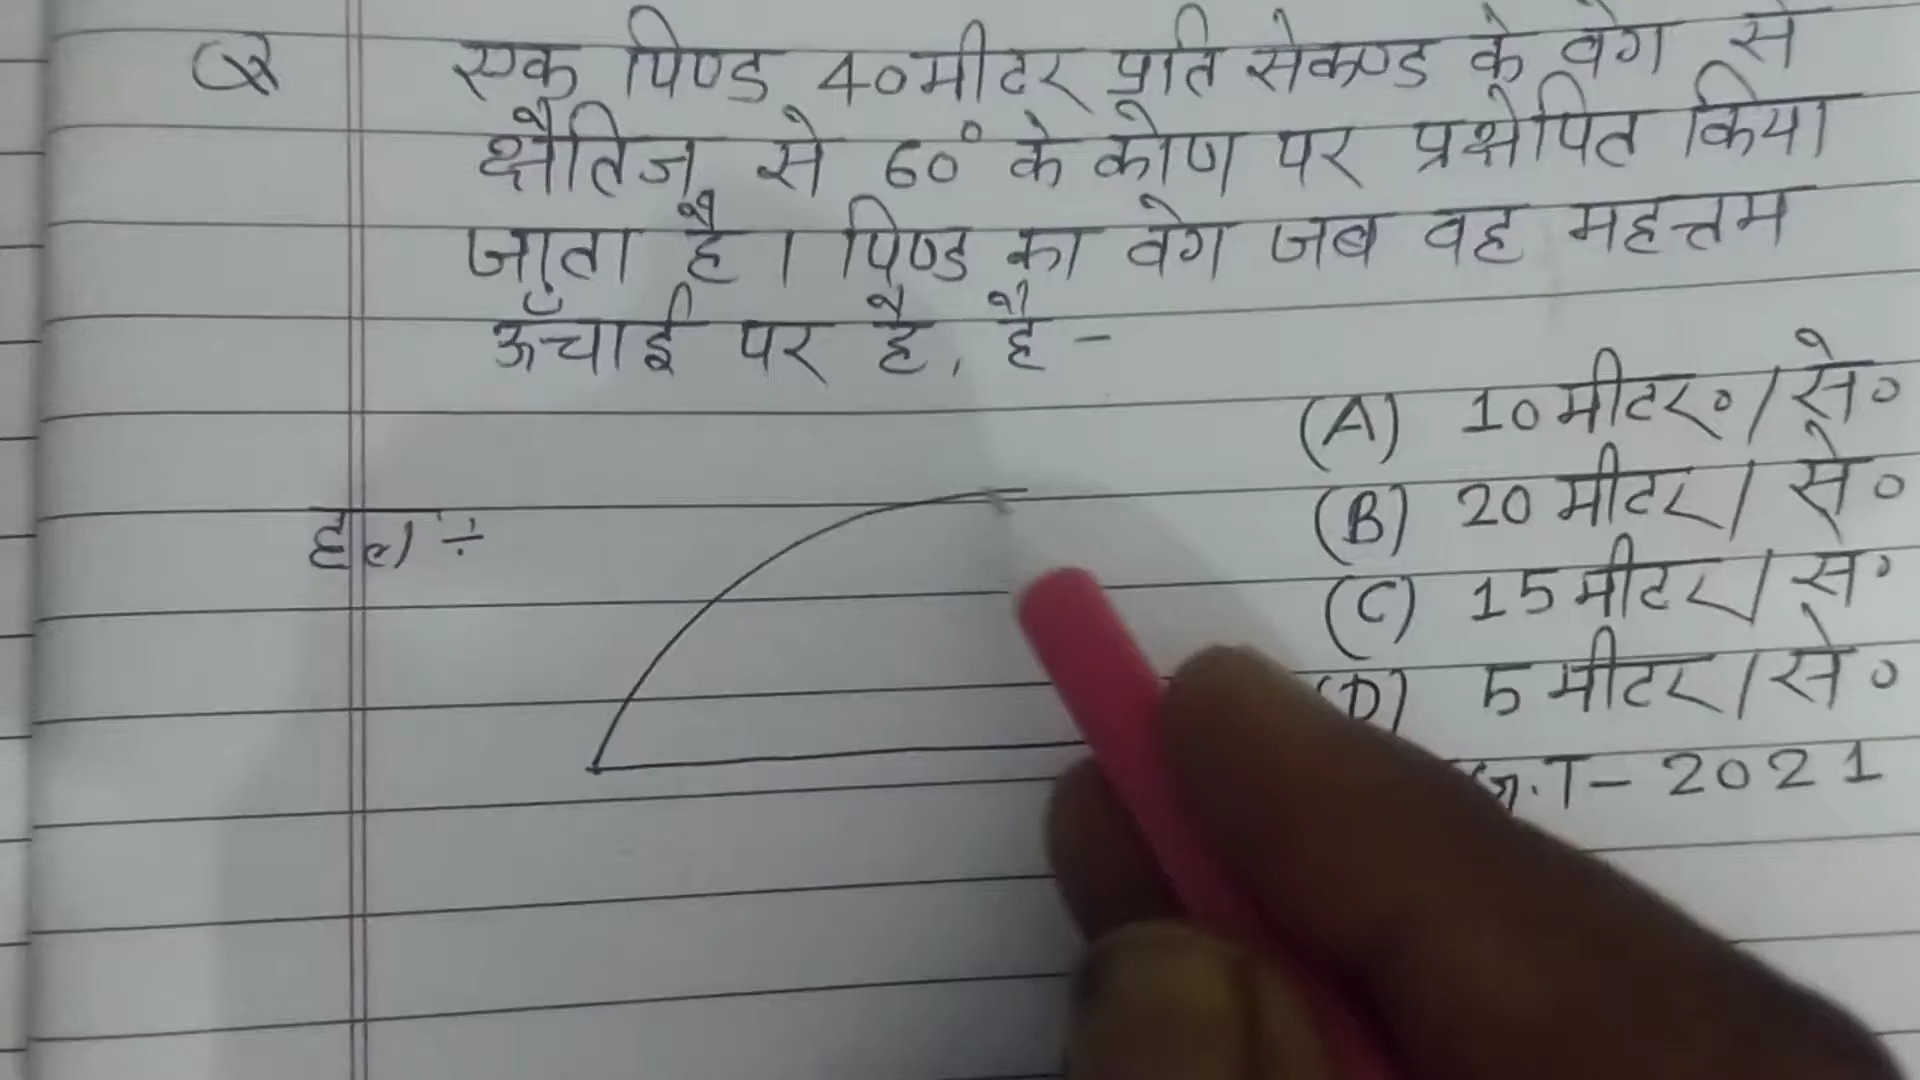 Q एक पिण्ड 40 मीटर प्रति सेकण्ड के वेग से
क्षैतिज से 60° के कोण पर प्रक्षेपित किया
जाता है। पिण्ड का वेग जब वह महत्तम
ऊँचाई पर है, है -
(A) 10 मीटर० / से०
(B) 20 मीटर / से०
(C) 15 मीटर / स०
(D) 5 मीटर / से०
हल ÷
.T - 2021